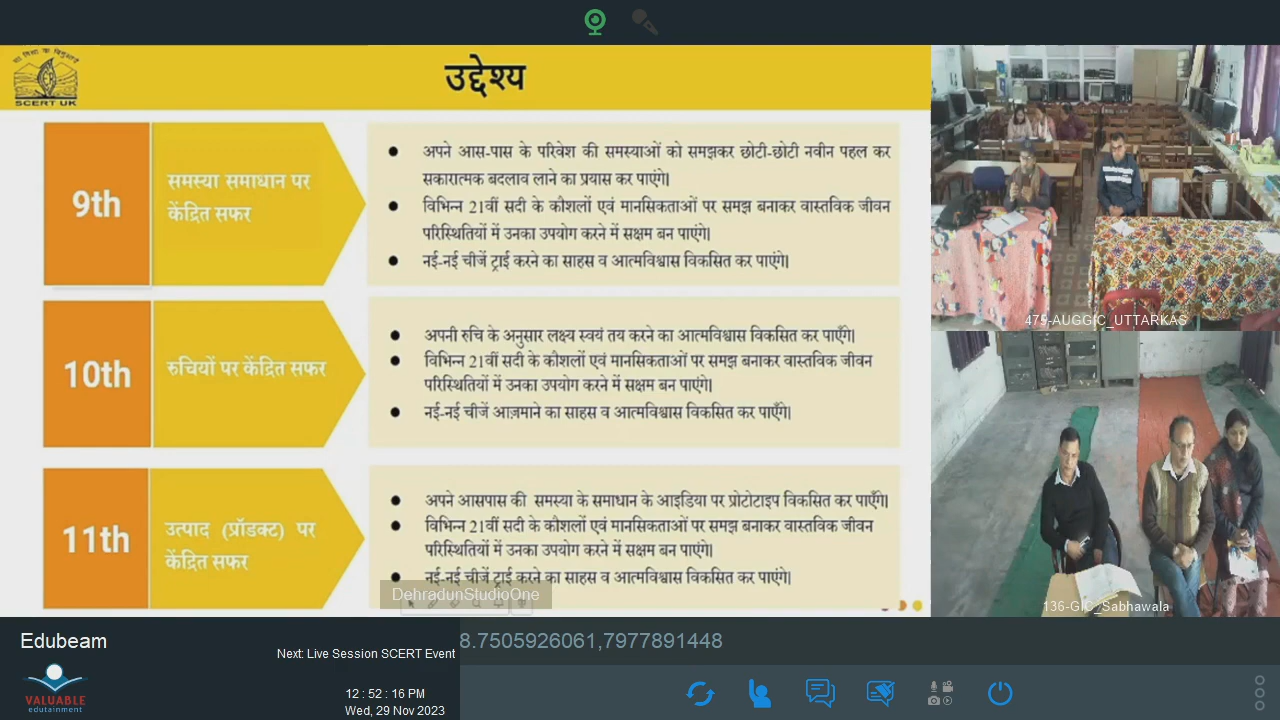 उद्देश्य
SCERT UK
9th
समस्या समाधान पर
केंद्रित सफर
● अपने आस-पास के परिवेश की समस्याओं को समझकर छोटी-छोटी नवीन पहल कर
सकारात्मक बदलाव लाने का प्रयास कर पाएंगे।
● विभिन्न 21वीं सदी के कौशलों एवं मानसिकताओं पर समझ बनाकर वास्तविक जीवन
परिस्थितियों में उनका उपयोग करने में सक्षम बन पाएंगे।
● नई-नई चीजें ट्राई करने का साहस व आत्मविश्वास विकसित कर पाएंगे।
10th
रुचियों पर केंद्रित सफर
● अपनी रुचि के अनुसार लक्ष्य स्वयं तय करने का आत्मविश्वास विकसित कर पाएँगे।
● विभिन्न 21वीं सदी के कौशलों एवं मानसिकताओं पर समझ बनाकर वास्तविक जीवन
परिस्थितियों में उनका उपयोग करने में सक्षम बन पाएंगे।
● नई-नई चीजें आज़माने का साहस व आत्मविश्वास विकसित कर पाएँगे।
11th
उत्पाद (प्रॉडक्ट) पर
केंद्रित सफर
● अपने आसपास की समस्या के समाधान के आइडिया पर प्रोटोटाइप विकसित कर पाएँगे।
● विभिन्न 21वीं सदी के कौशलों एवं मानसिकताओं पर समझ बनाकर वास्तविक जीवन
परिस्थितियों में उनका उपयोग करने में सक्षम बन पाएंगे।
● नई-नई चीजें ट्राई करने का साहस व आत्मविश्वास विकसित कर पाएंगे।
DehradunStudioOne
479-AUGGIC_UTTARKAS
136-GIC_Sabhawala
Edubeam
Next: Live Session SCERT Event
8.7505926061,7977891448
VALUABLE
edutainment
12 : 52 : 16 PM
Wed, 29 Nov 2023